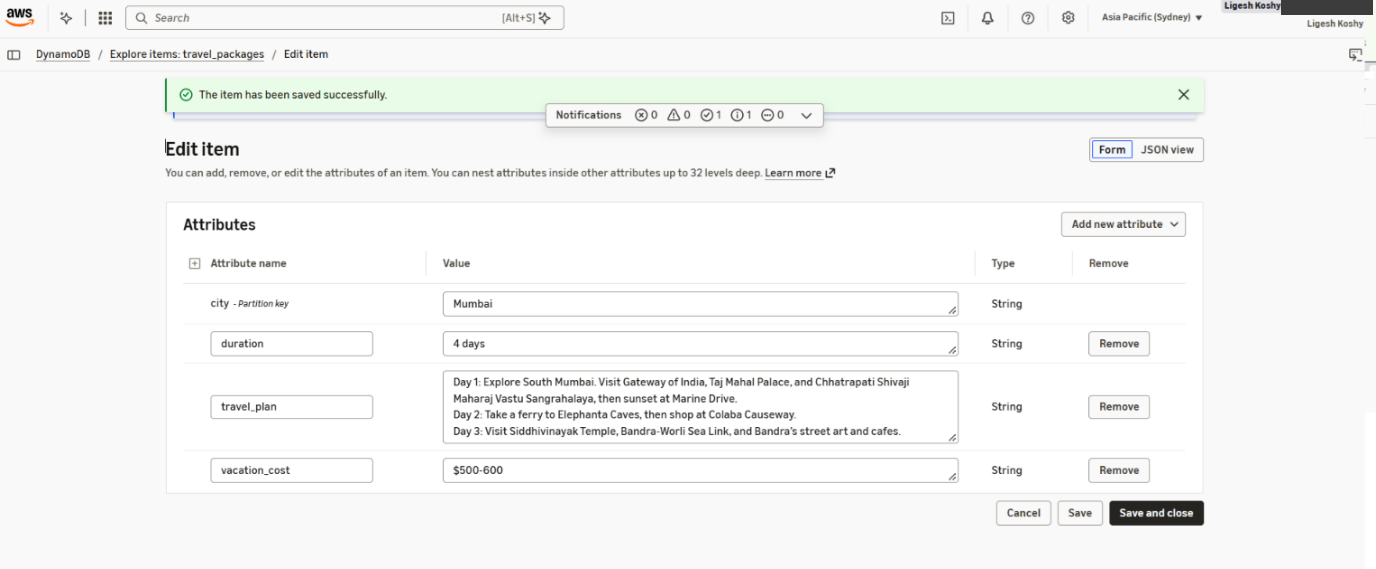 aws
Search [Alt+S]
Asia Pacific (Sydney)
Ligesh Koshy
Ligesh Koshy
DynamoDB / Explore items: travel_packages / Edit item
The item has been saved successfully.
Notifications 0 0 1 1 0
Edit item
Form JSON view
You can add, remove, or edit the attributes of an item. You can nest attributes inside other attributes up to 32 levels deep. Learn more
Attributes
Add new attribute
Attribute name Value Type Remove
city - Partition key Mumbai String
duration 4 days String Remove
travel_plan
Day 1: Explore South Mumbai. Visit Gateway of India, Taj Mahal Palace, and Chhatrapati Shivaji
Maharaj Vastu Sangrahalaya, then sunset at Marine Drive.
Day 2: Take a ferry to Elephanta Caves, then shop at Colaba Causeway.
Day 3: Visit Siddhivinayak Temple, Bandra-Worli Sea Link, and Bandra's street art and cafes.
String Remove
vacation_cost $500-600 String Remove
Cancel Save Save and close